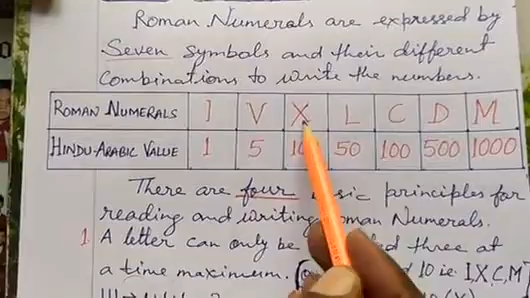 Roman Numerals are expressed by
Seven symbols and their different
Combinations to write the numbers.
ROMAN NUMERALS I V X L C D M
HINDU-ARABIC VALUE 1 5 10 50 100 500 1000
There are four basic principles for
reading and writing Roman Numerals.
1. A letter can only be three at
a time maximum. 10 i.e. I, X, C, M
III →